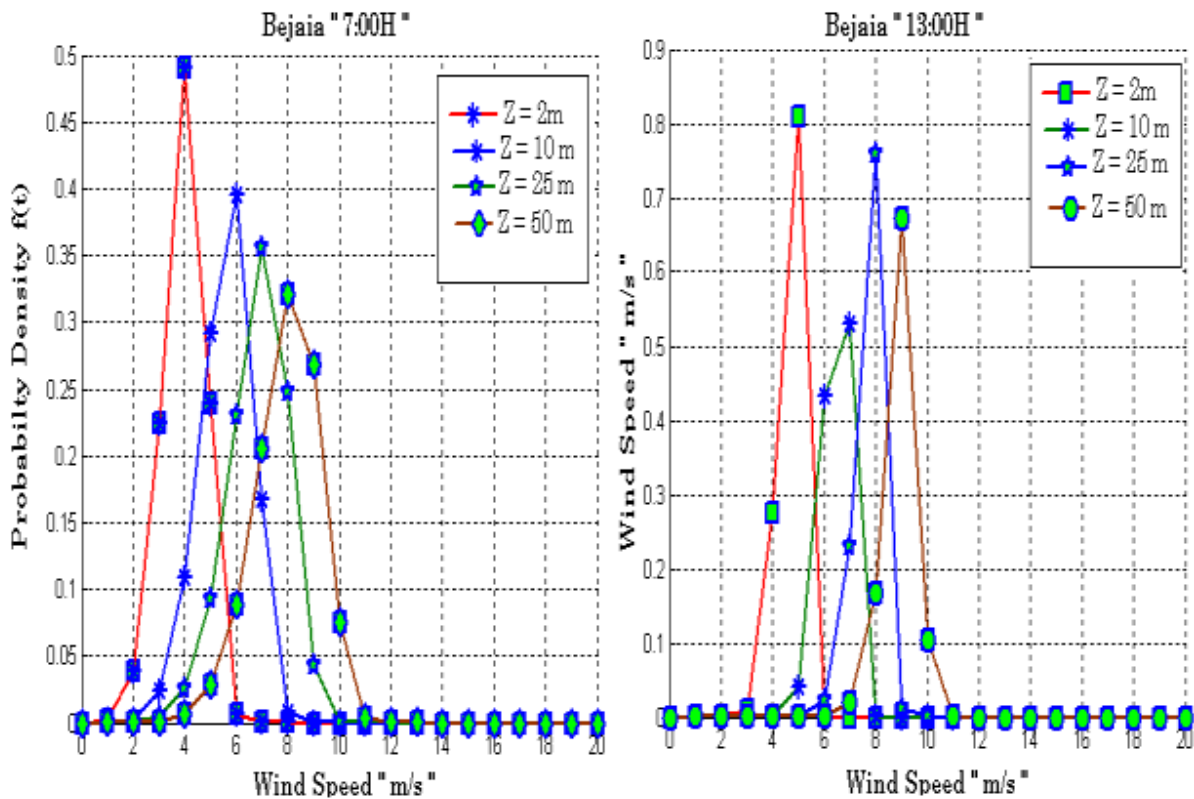 Bejaia " 7:00H"
Probabilty Density f(t)
0.5
0.45
0.4
0.35
0.3
0.25
0.2
0.15
0.1
0.05
0
0 2 4 6 8 10 12 14 16 18 20
Wind Speed " m/s "
Z = 2m
Z = 10 m
Z = 25 m
Z = 50 m
Bejaia " 13:00H"
Wind Speed " m/s"
0.9
0.8
0.7
0.6
0.5
0.4
0.3
0.2
0.1
0 2 4 6 8 10 12 14 16 18 20
Wind Speed " m/s "
Z = 2m
Z = 10 m
Z = 25 m
Z = 50 m